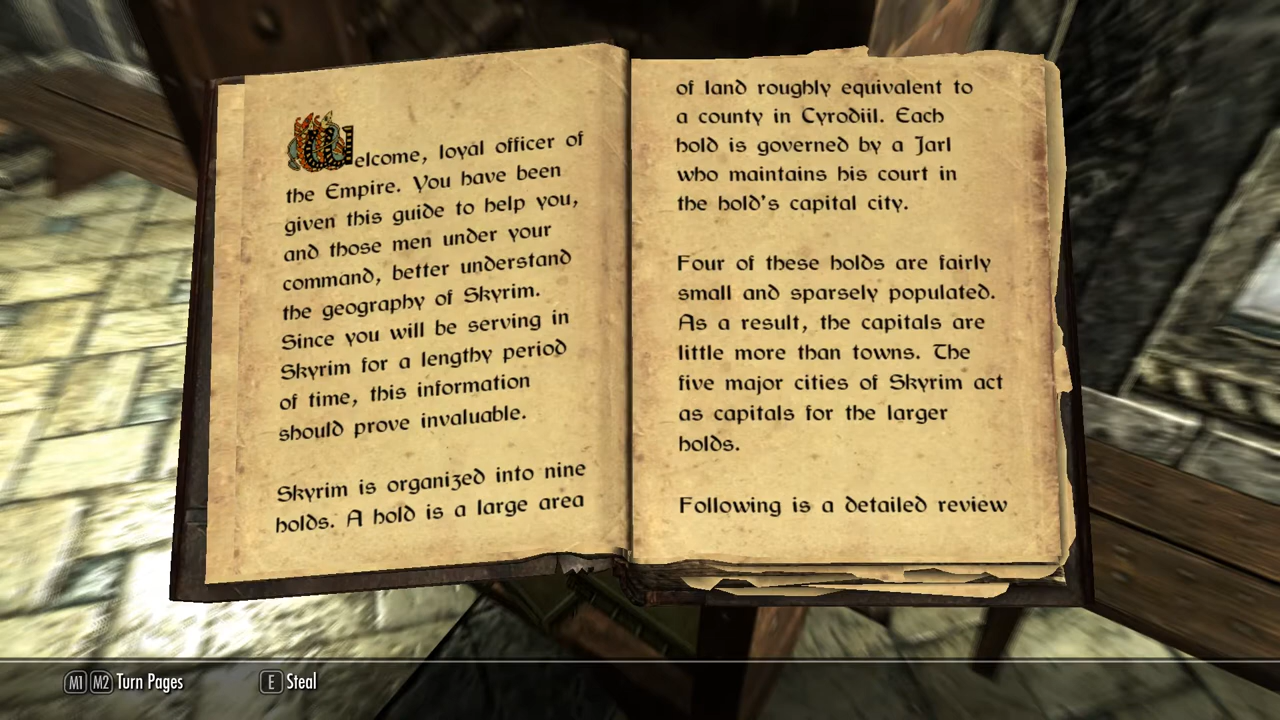 Welcome, loyal officer of
the Empire. You have been
given this guide to help you,
and those men under your
command, better understand
the geography of Skyrim.
Since you will be serving in
Skyrim for a lengthy period
of time, this information
should prove invaluable.
Skyrim is organized into nine
holds. A hold is a large area
of land roughly equivalent to
a county in Cyrodiil. Each
hold is governed by a Jarl
who maintains his court in
the hold's capital city.
Four of these holds are fairly
small and sparsely populated.
As a result, the capitals are
little more than towns. The
five major cities of Skyrim act
as capitals for the larger
holds.
Following is a detailed review
M1 M2 Turn Pages
E Steal